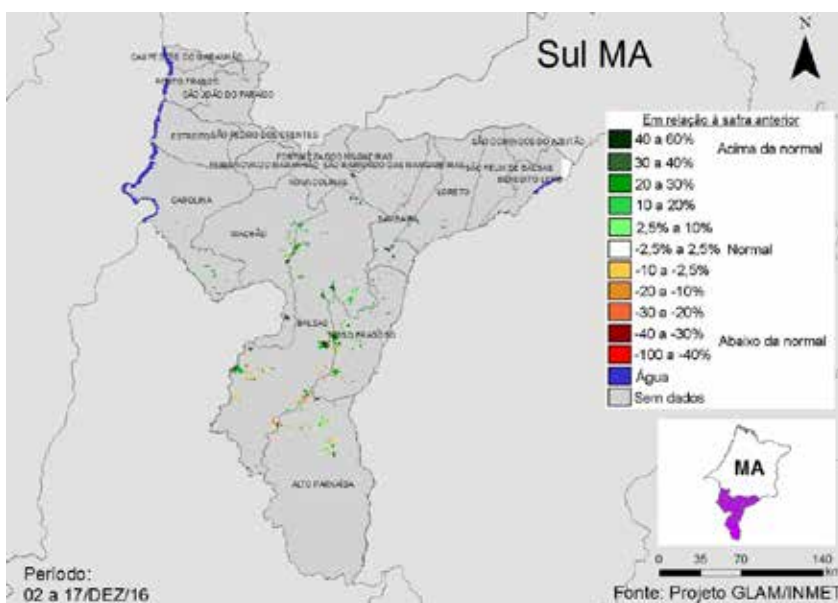 Sul MA
N
Em relação à safra anterior
40 a 60%
Acima da normal
30 a 40%
20 a 30%
10 a 20%
2,5% a 10%
-2,5% a 2,5%
Normal
-10 a -2,5%
-20 a -10%
-30 a -20%
-40 a -30%
Abaixo da normal
-100 a -40%
Água
Sem dados
SÃO JOÃO DO PARAÍSO
ESTREITO
CAROLINA
NOVA COLINAS
LORETO
SAMBAÍBA
RIACHÃO
BALSAS
ALTO PARNAÍBA
MA
0 35 70 140
km
Período:
02 a 17/DEZ/16
Fonte: Projeto GLAM/INMET